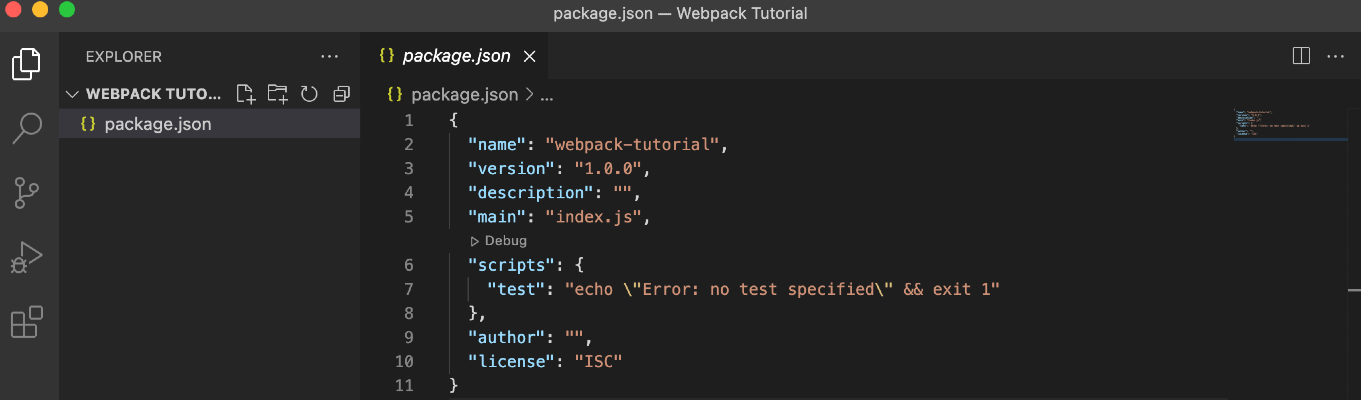 package.json — Webpack Tutorial
EXPLORER
WEBPACK TUTO...
{} package.json
{} package.json
{} package.json > ...
1 {
2 "name": "webpack-tutorial",
3 "version": "1.0.0",
4 "description": "",
5 "main": "index.js",
Debug
6 "scripts": {
7 "test": "echo \"Error: no test specified\" && exit 1"
8 },
9 "author": "",
10 "license": "ISC"
11 }